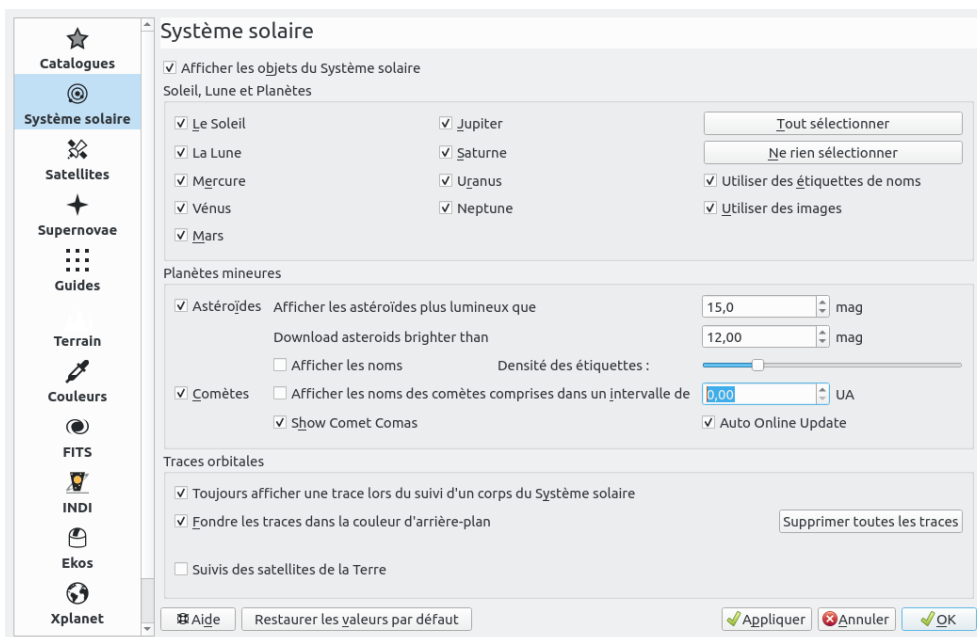 Catalogues
Système solaire
Satellites
Supernovae
Guides
Terrain
Couleurs
FITS
INDI
Ekos
Xplanet
Système solaire
Afficher les objets du Système solaire
Soleil, Lune et Planètes
Le Soleil
Jupiter
Tout sélectionner
La Lune
Saturne
Ne rien sélectionner
Mercure
Uranus
Utiliser des étiquettes de noms
Vénus
Neptune
Utiliser des images
Mars
Planètes mineures
Astéroïdes Afficher les astéroïdes plus lumineux que 15,0 mag
Download asteroids brighter than 12,00 mag
Afficher les noms Densité des étiquettes :
Comètes Afficher les noms des comètes comprises dans un intervalle de 0,00 UA
Show Comet Comas Auto Online Update
Traces orbitales
Toujours afficher une trace lors du suivi d'un corps du Système solaire
Fondre les traces dans la couleur d'arrière-plan Supprimer toutes les traces
Suivis des satellites de la Terre
Aide Restaurer les valeurs par défaut Appliquer Annuler OK